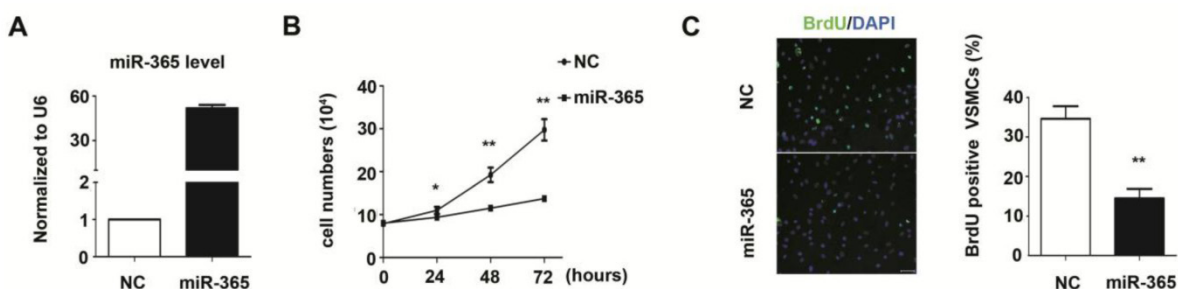 A
miR-365 level
Normalized to U6
60
30
2
1
0
NC
miR-365
B
NC
miR-365
cell numbers (10⁴)
40
30
20
10
0
0
24
48
72
(hours)
*
**
**
C
BrdU/DAPI
NC
miR-365
BrdU positive VSMCs (%)
40
30
20
10
0
**
NC
miR-365